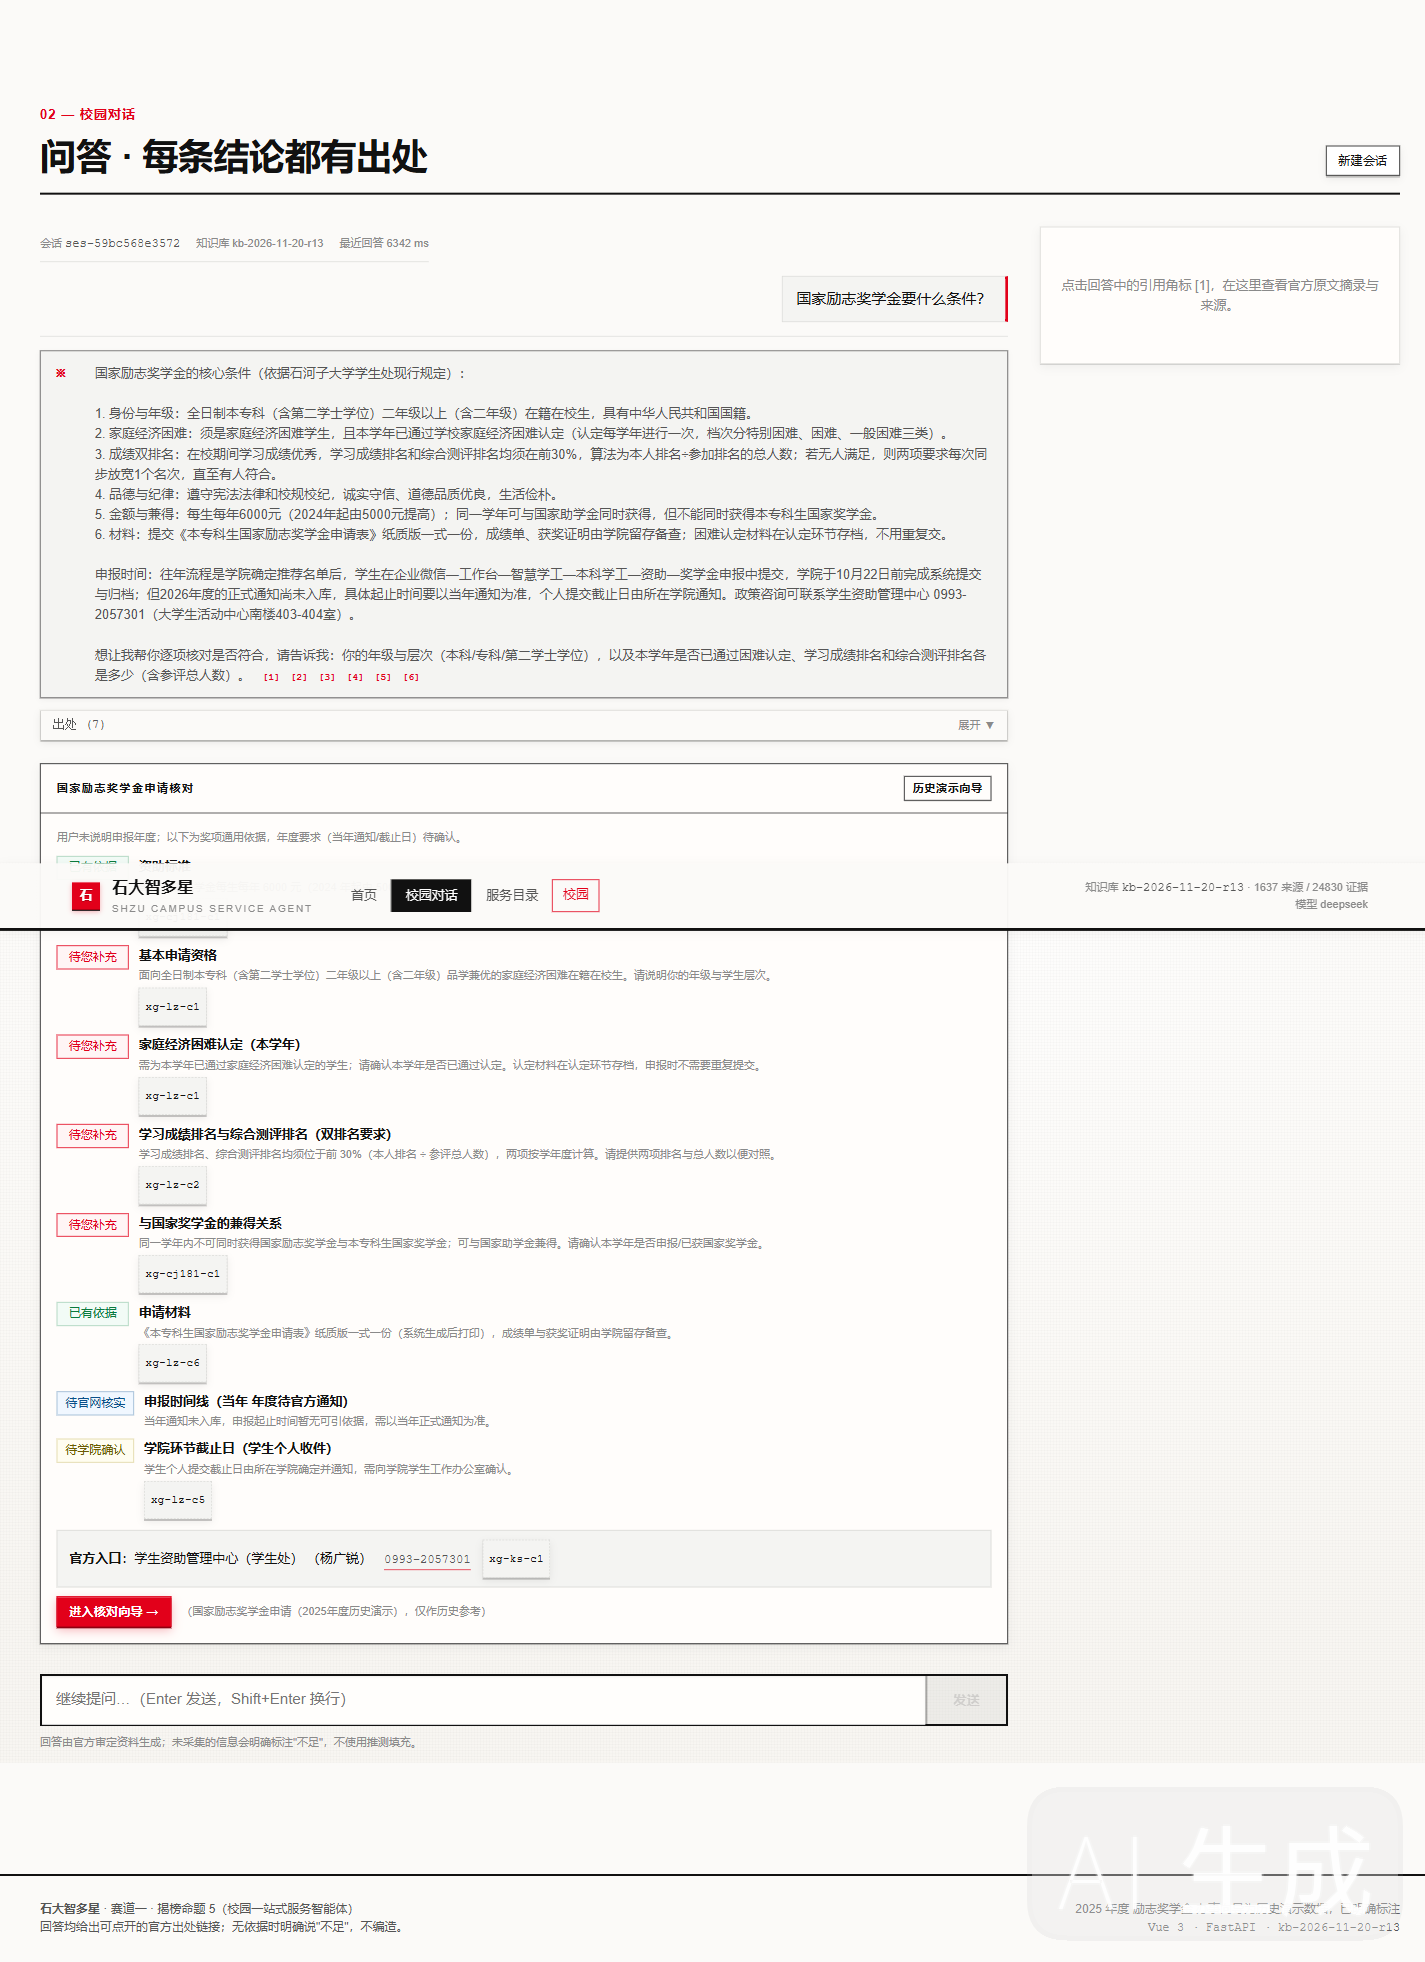 02 — 校园对话
问答 · 每条结论都有出处
新建会话
会话 ses-59bc568e3572 知识库 kb-2026-11-20-r13 最近回答 6342 ms
点击回答中的引用角标 [1]，在这里查看官方原文摘录与
来源。
国家励志奖学金要什么条件？
※ 国家励志奖学金的核心条件（依据石河子大学学生处现行规定）：
1. 身份与年级：全日制本专科（含第二学士学位）二年级以上（含二年级）在籍在校生，具有中华人民共和国国籍。
2. 家庭经济困难：须是家庭经济困难学生，且本学年已通过学校家庭经济困难认定（认定每学年进行一次，档次分特别困难、困难、一般困难三类）。
3. 成绩双排名：在校期间学习成绩优秀，学习成绩排名和综合测评排名均须在前30%，算法为本人排名÷参加排名的总人数；若无人满足，则两项要求每次同
步放宽1个名次，直至有人符合。
4. 品德与纪律：遵守宪法法律和校规校纪，诚实守信、道德品质优良，生活俭朴。
5. 金额与兼得：每生每年6000元（2024年起由5000元提高）；同一学年可与国家助学金同时获得，但不能同时获得本专科生国家奖学金。
6. 材料：提交《本专科生国家励志奖学金申请表》纸质版一式一份，成绩单、获奖证明由学院留存备查；困难认定材料在认定环节存档，不用重复交。
申报时间：往年流程是学院确定推荐名单后，学生在企业微信—工作台—智慧学工—本科学工—资助—奖学金申报中提交，学院于10月22日前完成系统提交
与归档；但2026年度的正式通知尚未入库，具体起止时间要以当年通知为准，个人提交截止日由所在学院通知。政策咨询可联系学生资助管理中心 0993-
2057301（大学生活动中心南楼403-404室）。
想让我帮你逐项核对是否符合，请告诉我：你的年级与层次（本科/专科/第二学士学位），以及本学年是否已通过困难认定、学习成绩排名和综合测评排名各
是多少（含参评总人数）。 [1] [2] [3] [4] [5] [6]
出处 （7） 展开 ▼
国家励志奖学金申请核对 历史演示向导
用户未说明申报年度；以下为奖项通用依据，年度要求（当年通知/截止日）待确认。
石 石大智多星
SHZU CAMPUS SERVICE AGENT
首页 校园对话 服务目录 校园
知识库 kb-2026-11-20-r13 · 1637 来源 / 24830 证据
模型 deepseek
待您补充 基本申请资格
面向全日制本专科（含第二学士学位）二年级以上（含二年级）品学兼优的家庭经济困难在籍在校生。请说明你的年级与学生层次。
xg-lz-c1
待您补充 家庭经济困难认定（本学年）
需为本学年已通过家庭经济困难认定的学生；请确认本学年是否已通过认定。认定材料在认定环节存档，申报时不需要重复提交。
xg-lz-c1
待您补充 学习成绩排名与综合测评排名（双排名要求）
学习成绩排名、综合测评排名均须位于前 30%（本人排名 ÷ 参评总人数），两项按学年度计算。请提供两项排名与总人数以便对照。
xg-lz-c2
待您补充 与国家奖学金的兼得关系
同一学年内不可同时获得国家励志奖学金与本专科生国家奖学金；可与国家助学金兼得。请确认本学年是否申报/已获国家奖学金。
xg-cj181-c1
已有依据 申请材料
《本专科生国家励志奖学金申请表》纸质版一式一份（系统生成后打印），成绩单与获奖证明由学院留存备查。
xg-lz-c6
待官网核实 申报时间线（当年 年度待官方通知）
当年通知未入库，申报起止时间暂无可引依据，需以当年正式通知为准。
待学院确认 学院环节截止日（学生个人收件）
学生个人提交截止日由所在学院确定并通知，需向学院学生工作办公室确认。
xg-lz-c5
官方入口：学生资助管理中心（学生处）（杨广锐） 0993-2057301 xg-ks-c1
进入核对向导 → （国家励志奖学金申请（2025年度历史演示），仅作历史参考）
继续提问…（Enter 发送，Shift+Enter 换行） 发送
回答由官方审定资料生成；未采集的信息会明确标注"不足"，不使用推测填充。
AI 生成
石大智多星 · 赛道一 · 揭榜命题 5（校园一站式服务智能体）
回答均给出可点开的官方出处链接；无依据时明确说"不足"，不编造。
2025 年度 励志奖学金
Vue 3 · FastAPI · kb-2026-11-20-r13